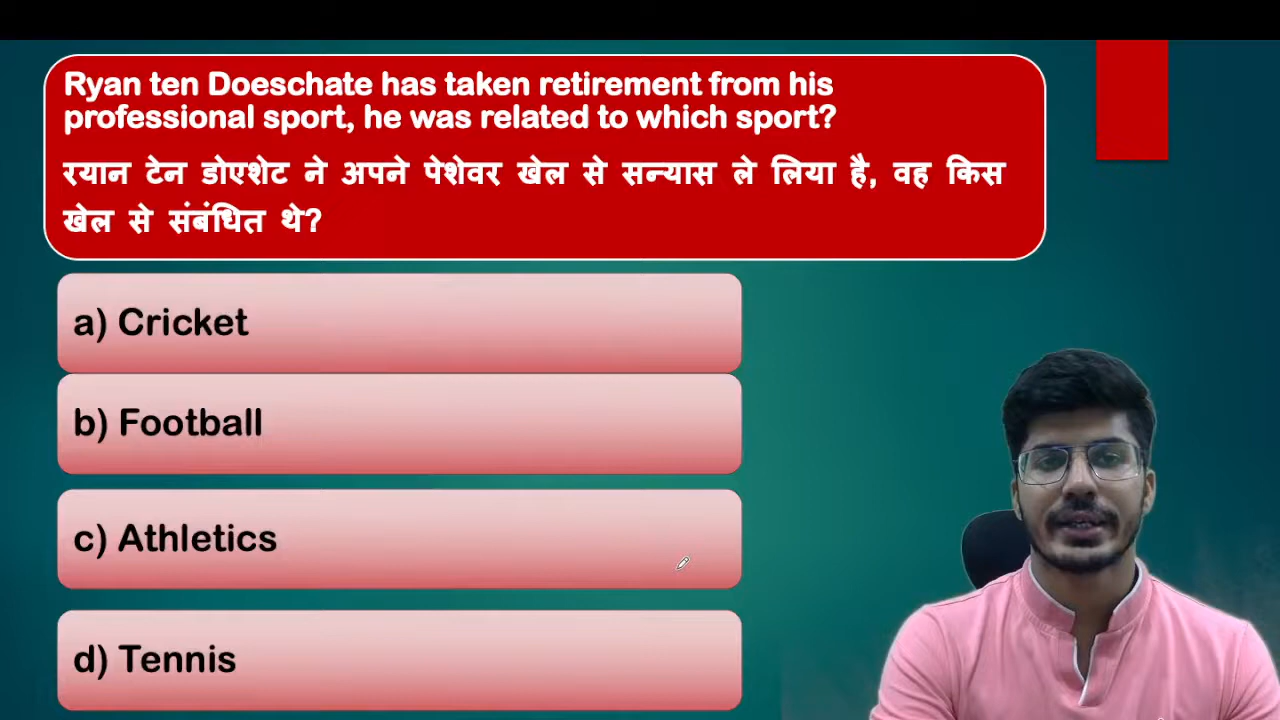 Ryan ten Doeschate has taken retirement from his
professional sport, he was related to which sport?
रयान टेन डोएशेट ने अपने पेशेवर खेल से सन्यास ले लिया है, वह किस
खेल से संबंधित थे?
a) Cricket
b) Football
c) Athletics
d) Tennis